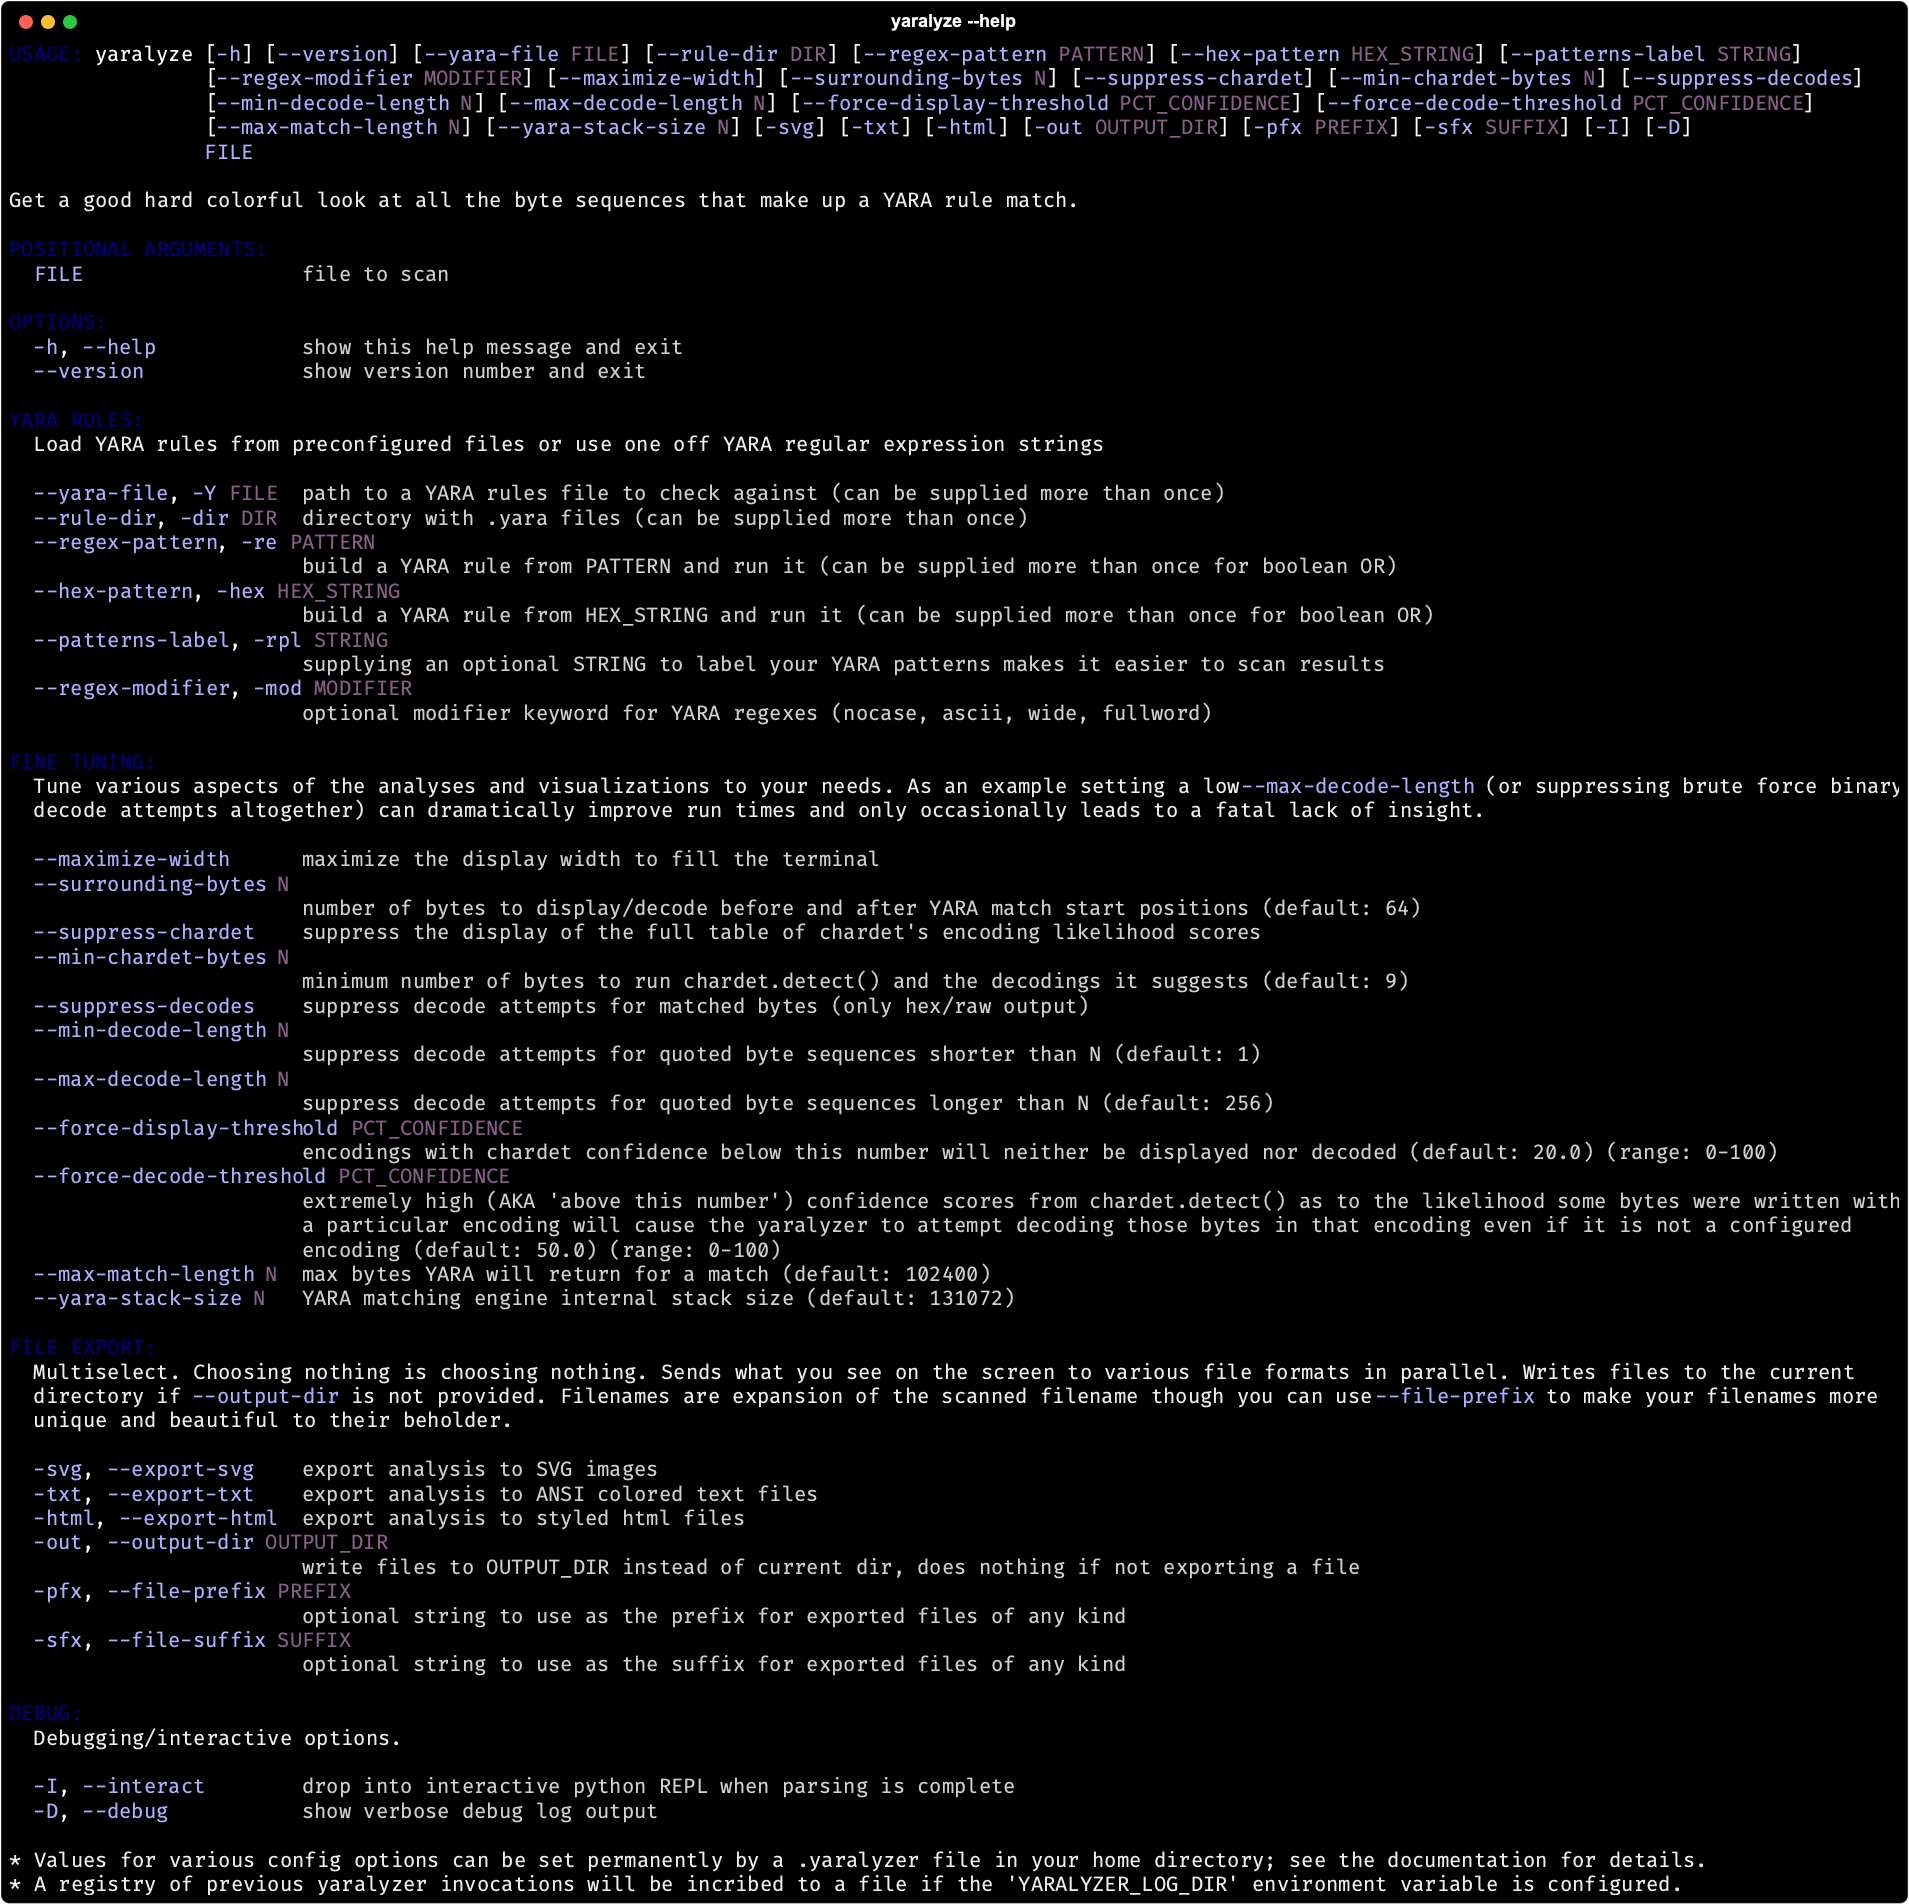 yaralyze --help
USAGE: yaralyze [-h] [--version] [--yara-file FILE] [--rule-dir DIR] [--regex-pattern PATTERN] [--hex-pattern HEX_STRING] [--patterns-label STRING]
[--regex-modifier MODIFIER] [--maximize-width] [--surrounding-bytes N] [--suppress-chardet] [--min-chardet-bytes N] [--suppress-decodes]
[--min-decode-length N] [--max-decode-length N] [--force-display-threshold PCT_CONFIDENCE] [--force-decode-threshold PCT_CONFIDENCE]
[--max-match-length N] [--yara-stack-size N] [-svg] [-txt] [-html] [-out OUTPUT_DIR] [-pfx PREFIX] [-sfx SUFFIX] [-I] [-D]
FILE
Get a good hard colorful look at all the byte sequences that make up a YARA rule match.
POSITIONAL ARGUMENTS:
FILE file to scan
OPTIONS:
-h, --help show this help message and exit
--version show version number and exit
YARA RULES:
Load YARA rules from preconfigured files or use one off YARA regular expression strings
--yara-file, -Y FILE path to a YARA rules file to check against (can be supplied more than once)
--rule-dir, -dir DIR directory with .yara files (can be supplied more than once)
--regex-pattern, -re PATTERN
build a YARA rule from PATTERN and run it (can be supplied more than once for boolean OR)
--hex-pattern, -hex HEX_STRING
build a YARA rule from HEX_STRING and run it (can be supplied more than once for boolean OR)
--patterns-label, -rpl STRING
supplying an optional STRING to label your YARA patterns makes it easier to scan results
--regex-modifier, -mod MODIFIER
optional modifier keyword for YARA regexes (nocase, ascii, wide, fullword)
FINE TUNING:
Tune various aspects of the analyses and visualizations to your needs. As an example setting a low--max-decode-length (or suppressing brute force binary
decode attempts altogether) can dramatically improve run times and only occasionally leads to a fatal lack of insight.
--maximize-width maximize the display width to fill the terminal
--surrounding-bytes N
number of bytes to display/decode before and after YARA match start positions (default: 64)
--suppress-chardet suppress the display of the full table of chardet's encoding likelihood scores
--min-chardet-bytes N
minimum number of bytes to run chardet.detect() and the decodings it suggests (default: 9)
--suppress-decodes suppress decode attempts for matched bytes (only hex/raw output)
--min-decode-length N
suppress decode attempts for quoted byte sequences shorter than N (default: 1)
--max-decode-length N
suppress decode attempts for quoted byte sequences longer than N (default: 256)
--force-display-threshold PCT_CONFIDENCE
encodings with chardet confidence below this number will neither be displayed nor decoded (default: 20.0) (range: 0-100)
--force-decode-threshold PCT_CONFIDENCE
extremely high (AKA 'above this number') confidence scores from chardet.detect() as to the likelihood some bytes were written with
a particular encoding will cause the yaralyzer to attempt decoding those bytes in that encoding even if it is not a configured
encoding (default: 50.0) (range: 0-100)
--max-match-length N max bytes YARA will return for a match (default: 102400)
--yara-stack-size N YARA matching engine internal stack size (default: 131072)
FILE EXPORT:
Multiselect. Choosing nothing is choosing nothing. Sends what you see on the screen to various file formats in parallel. Writes files to the current
directory if --output-dir is not provided. Filenames are expansion of the scanned filename though you can use--file-prefix to make your filenames more
unique and beautiful to their beholder.
-svg, --export-svg export analysis to SVG images
-txt, --export-txt export analysis to ANSI colored text files
-html, --export-html export analysis to styled html files
-out, --output-dir OUTPUT_DIR
write files to OUTPUT_DIR instead of current dir, does nothing if not exporting a file
-pfx, --file-prefix PREFIX
optional string to use as the prefix for exported files of any kind
-sfx, --file-suffix SUFFIX
optional string to use as the suffix for exported files of any kind
DEBUG:
Debugging/interactive options.
-I, --interact drop into interactive python REPL when parsing is complete
-D, --debug show verbose debug log output
* Values for various config options can be set permanently by a .yaralyzer file in your home directory; see the documentation for details.
* A registry of previous yaralyzer invocations will be incribed to a file if the 'YARALYZER_LOG_DIR' environment variable is configured.